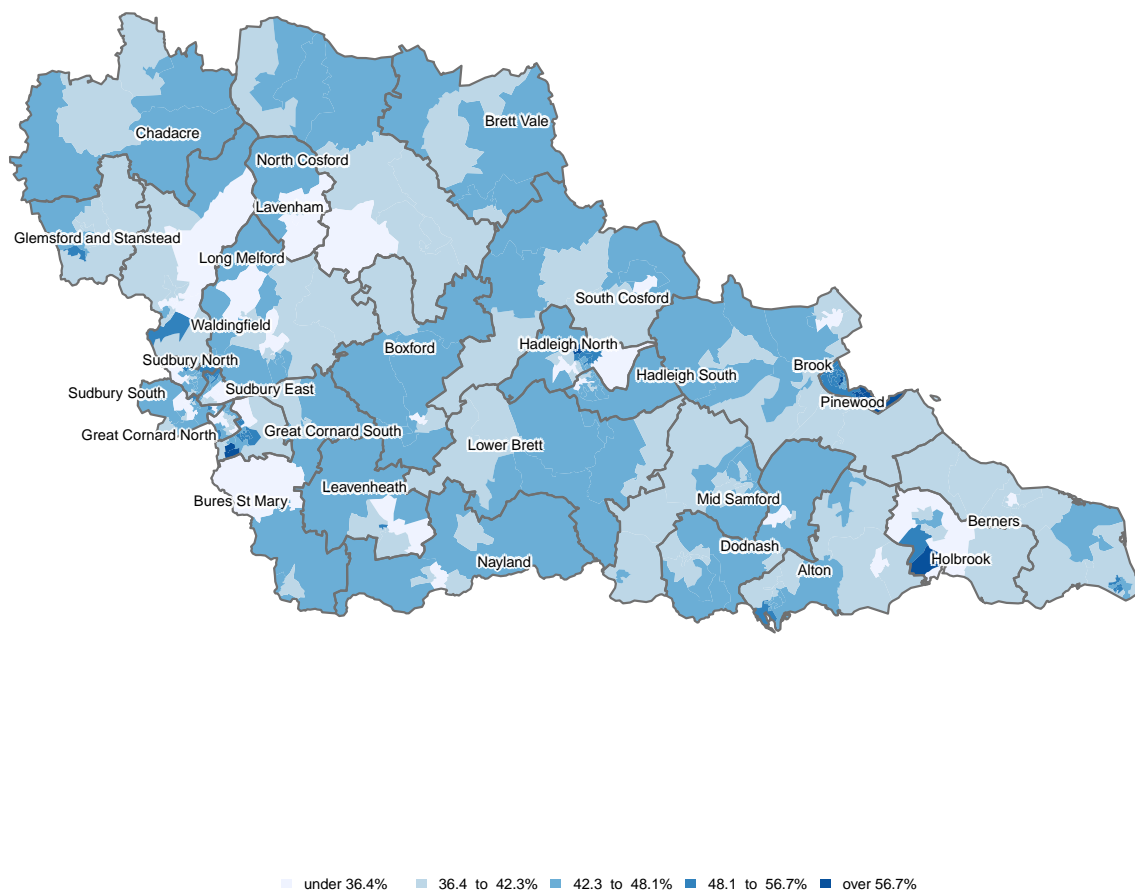 Brett Vale
Chadacre
North Cosford
Lavenham
Glemsford and Stanstead
Long Melford
South Cosford
Waldingfield
Hadleigh North
Boxford
Sudbury North
Brook
Hadleigh South
Sudbury East
Sudbury South
Pinewood
Great Cornard South
Great Cornard North
Lower Brett
Leavenheath
Mid Samford
Bures St Mary
Berners
Dodnash
Holbrook
Nayland
Alton
under 36.4% 36.4 to 42.3% 42.3 to 48.1% 48.1 to 56.7% over 56.7%